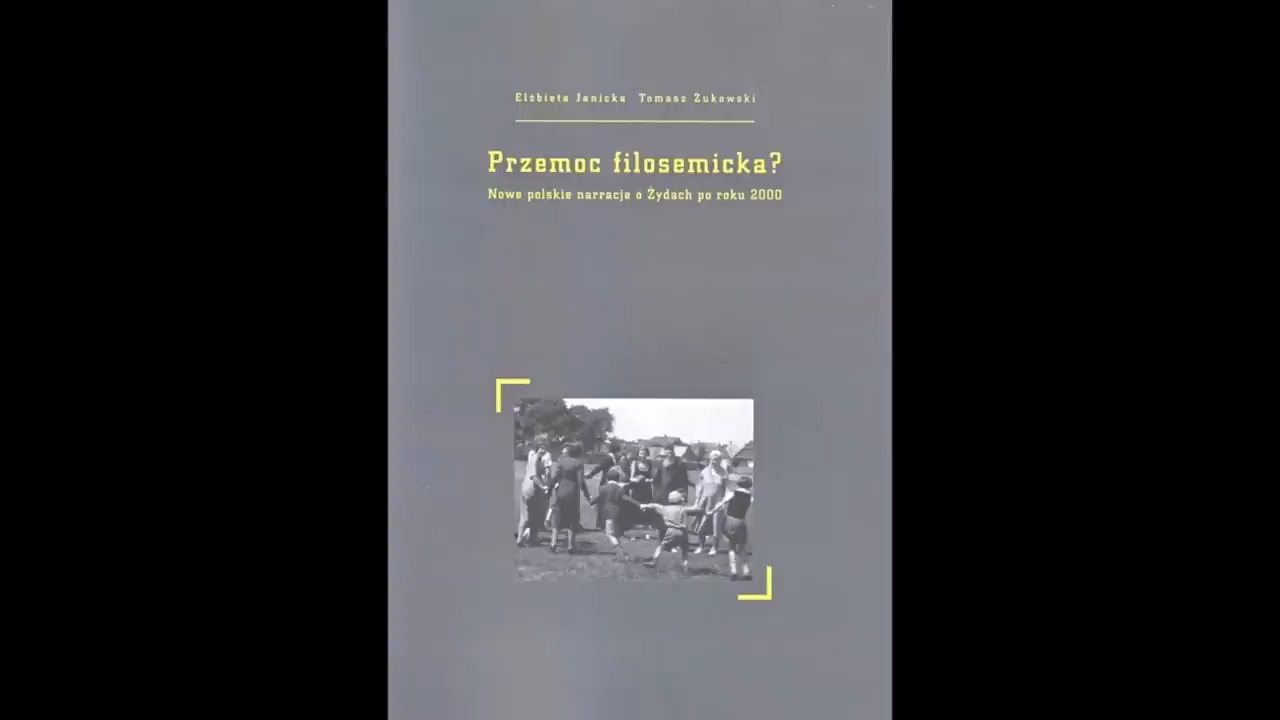 Elżbieta Janicka Tomasz Żukowski
Przemoc filosemicka?
Nowe polskie narracje o Żydach po roku 2000